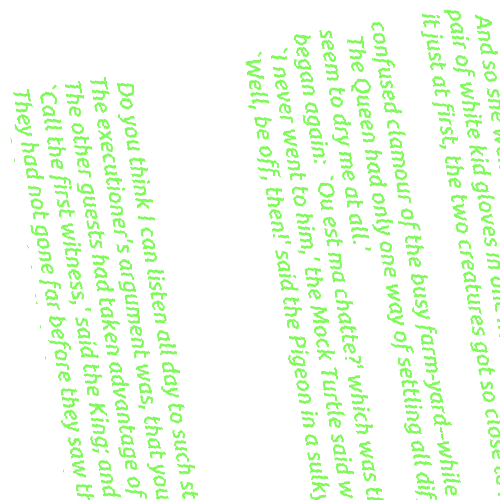 And so she
pair of white kid gloves in
it just at first, the two creatures got so close
confused clamour of the busy farm-yard--while
The Queen had only one way of settling all di
seem to dry me at all.'
began again: `Ou est ma chatte?' which was t
`I never went to him,' the Mock Turtle said w
`Well, be off, then!' said the Pigeon in a sulky
Do you think I can listen all day to such st
The executioner's argument was, that you
The other guests had taken advantage of
`Call the first witness,' said the King; and
They had not gone far before they saw th